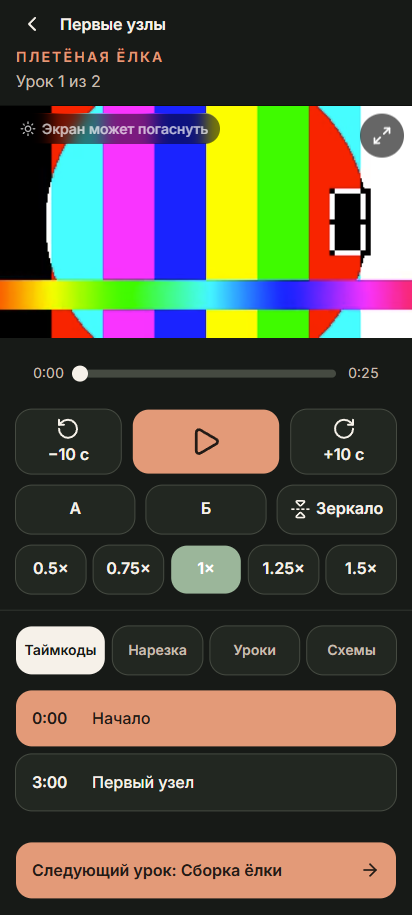 Первые узлы
ПЛЕТЁНАЯ ЁЛКА
Урок 1 из 2
Экран может погаснуть
0:00 0:25
−10 с +10 с
А Б Зеркало
0.5× 0.75× 1× 1.25× 1.5×
Таймкоды Нарезка Уроки Схемы
0:00 Начало
3:00 Первый узел
Следующий урок: Сборка ёлки